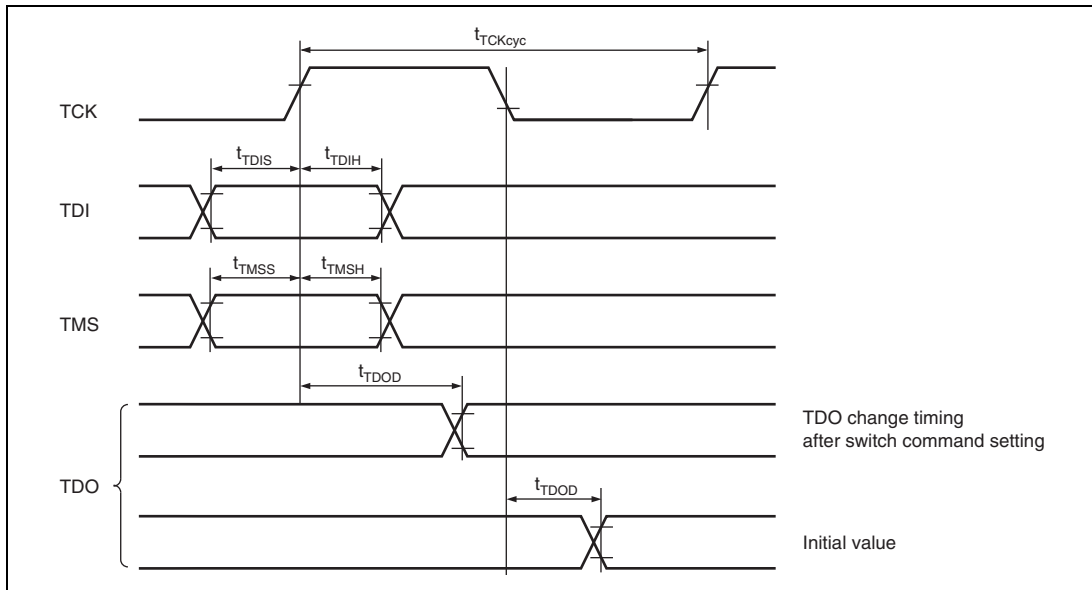 tTCKcyc
TCK
tTDIS
tTDIH
TDI
tTMSS
tTMSH
TMS
tTDOD
TDO change timing
after switch command setting
TDO
tTDOD
Initial value